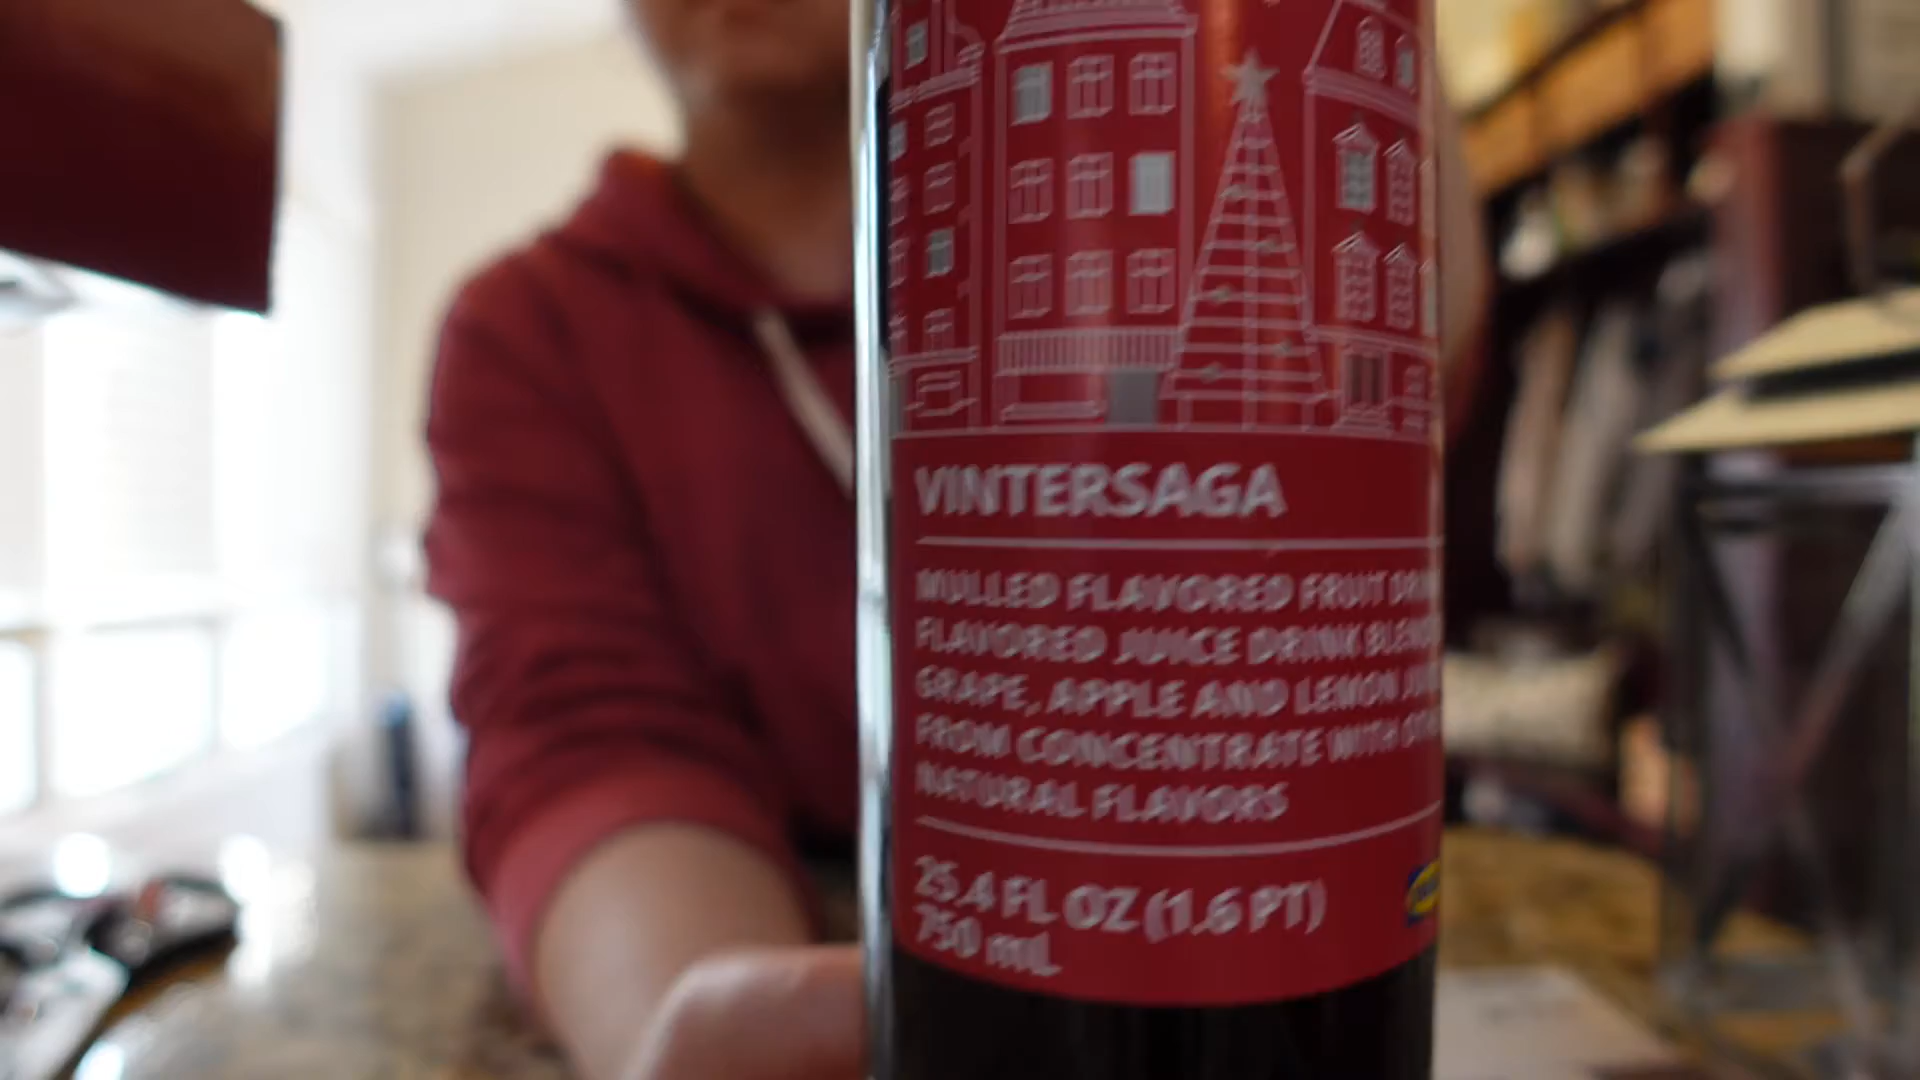 VINTERSAGA
MULLED FLAVORED FRUIT
FLAVORED JUICE DRINK
GRAPE, APPLE AND LEMON
FROM CONCENTRATE WITH
NATURAL FLAVORS
25.4 FL OZ (1.6 PT)
750 mL